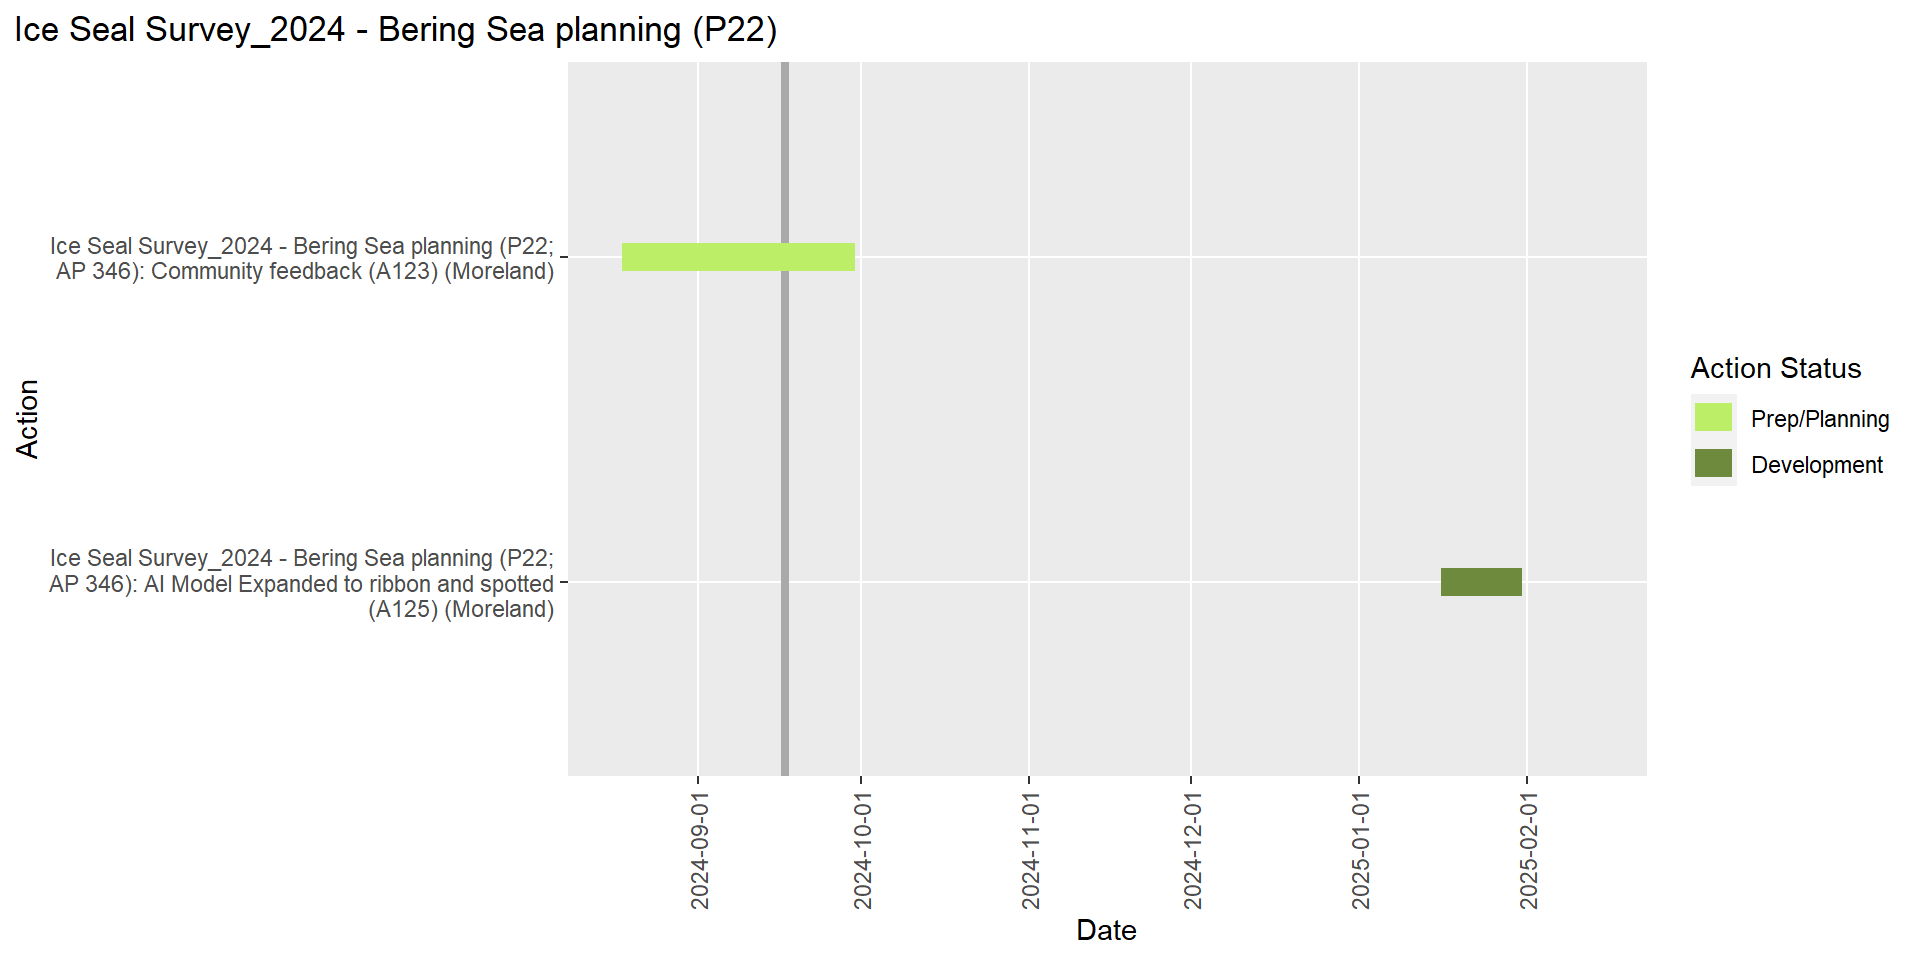 Ice Seal Survey_2024 - Bering Sea planning (P22)
Ice Seal Survey_2024 - Bering Sea planning (P22;
AP 346): Community feedback (A123) (Moreland)
Action
Ice Seal Survey_2024 - Bering Sea planning (P22;
AP 346): AI Model Expanded to ribbon and spotted
(A125) (Moreland)
2024-09-01
2024-10-01
2024-11-01
2024-12-01
2025-01-01
2025-02-01
Date
Action Status
Prep/Planning
Development